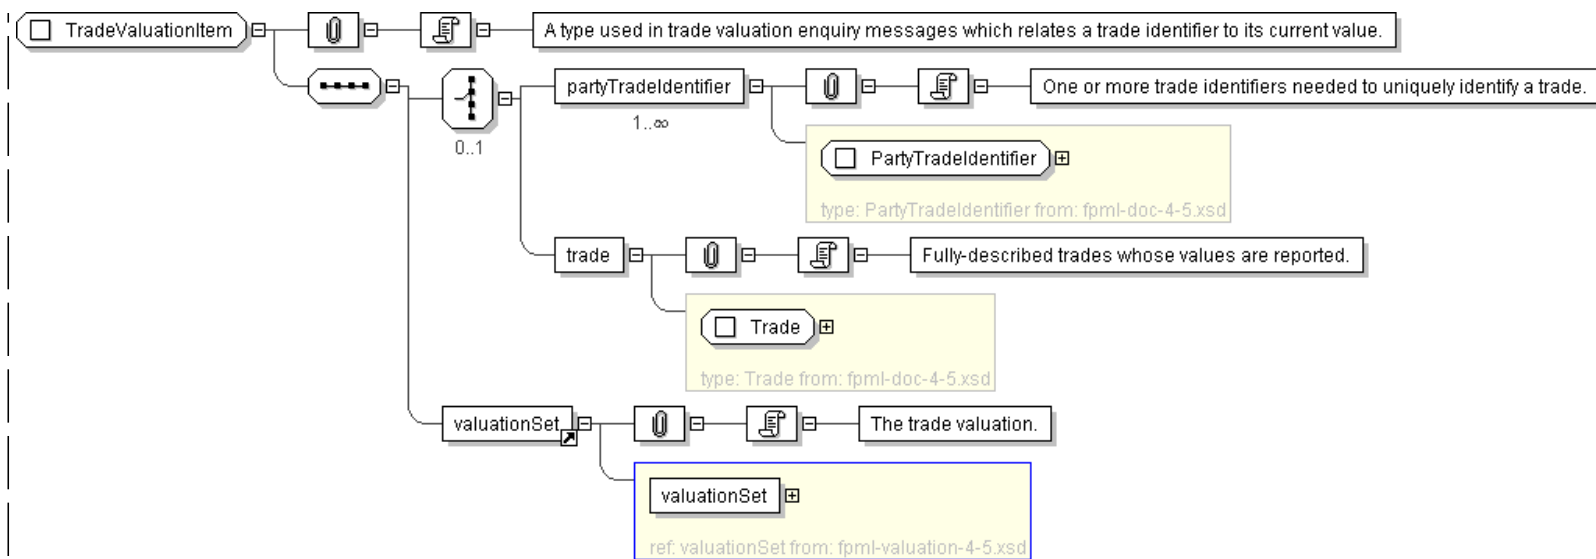 TradeValuationItem
A type used in trade valuation enquiry messages which relates a trade identifier to its current value.
partyTradeIdentifier
One or more trade identifiers needed to uniquely identify a trade.
0..1
1..∞
PartyTradeIdentifier
type: PartyTradeIdentifier from: fpml-doc-4-5.xsd
trade
Fully-described trades whose values are reported.
Trade
type: Trade from: fpml-doc-4-5.xsd
valuationSet
The trade valuation.
valuationSet
ref: valuationSet from: fpml-valuation-4-5.xsd